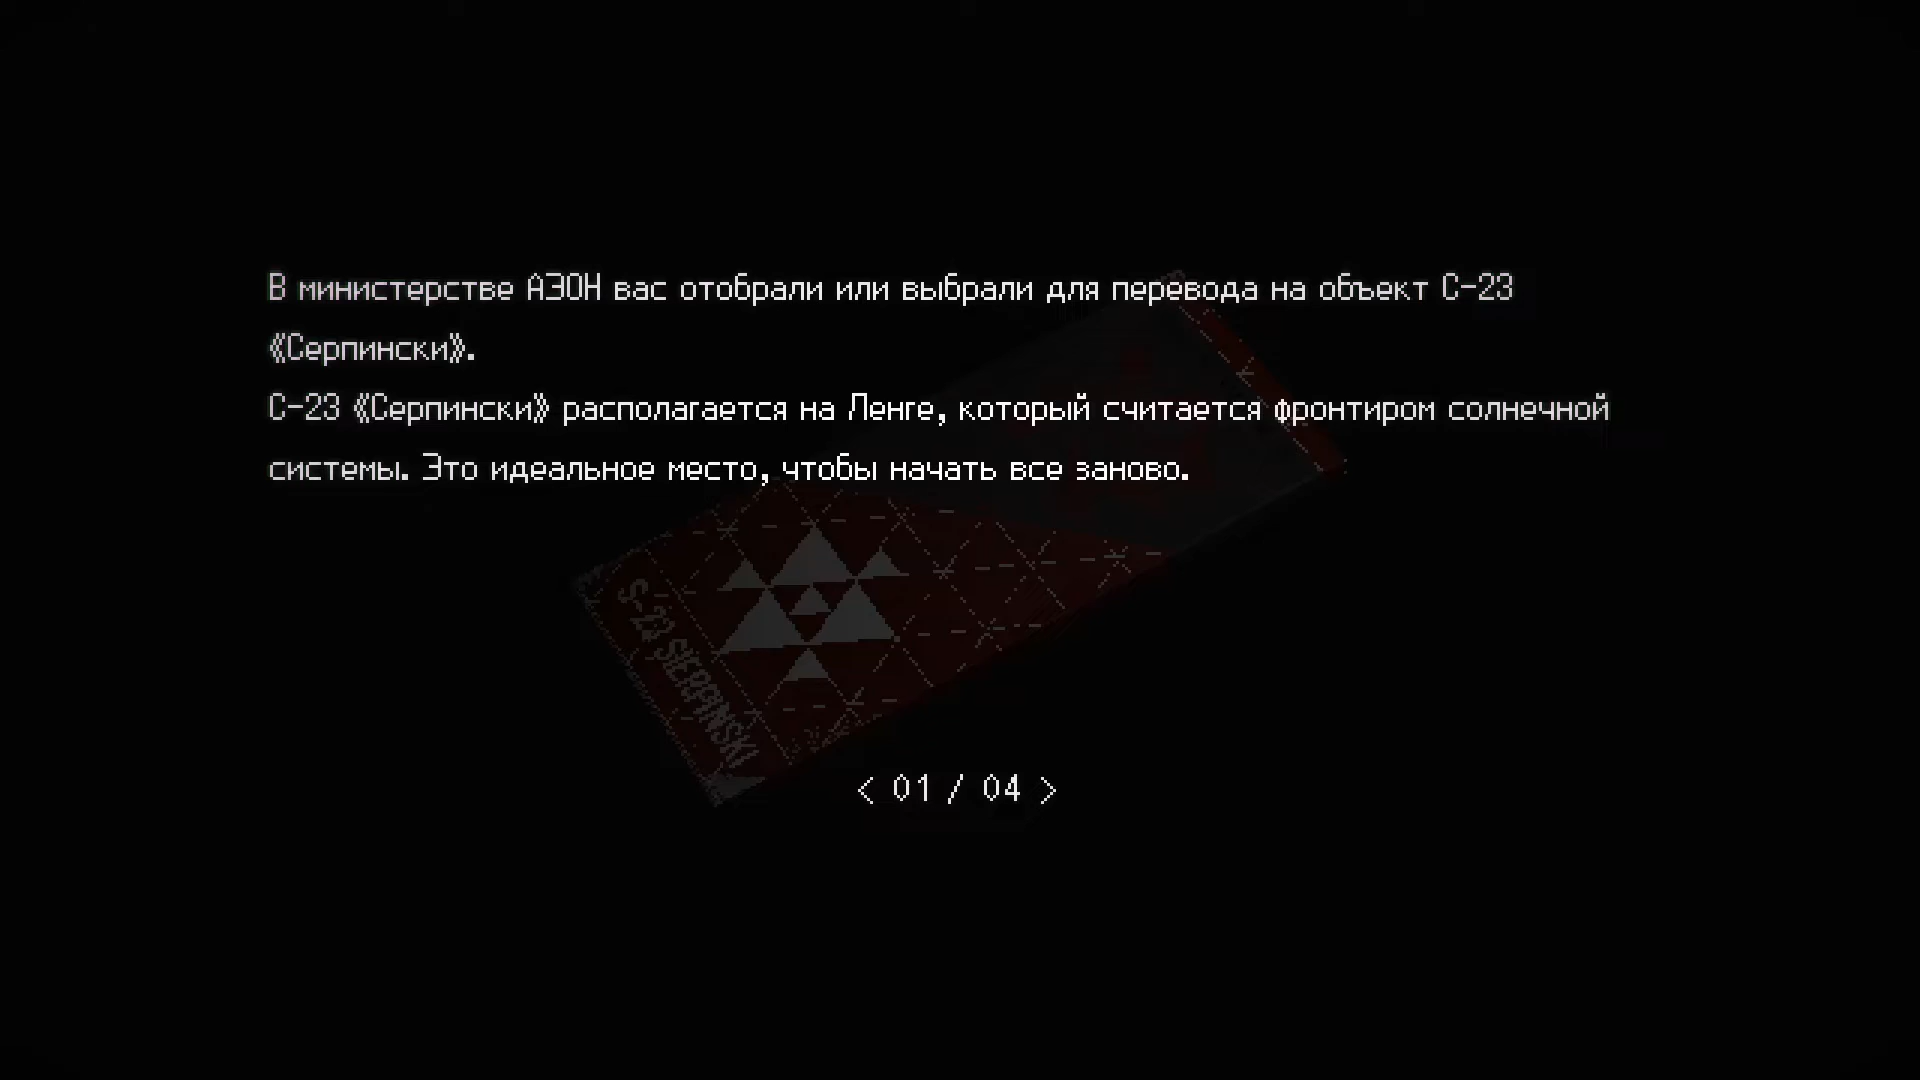 В министерстве АЭОН вас отобрали или выбрали для перевода на объект С-23
《Серпински》.
С-23 《Серпински》 располагается на Ленге, который считается фронтиром солнечной
системы. Это идеальное место, чтобы начать все заново.
S-23 SIERPINSKI
< 01 / 04 >